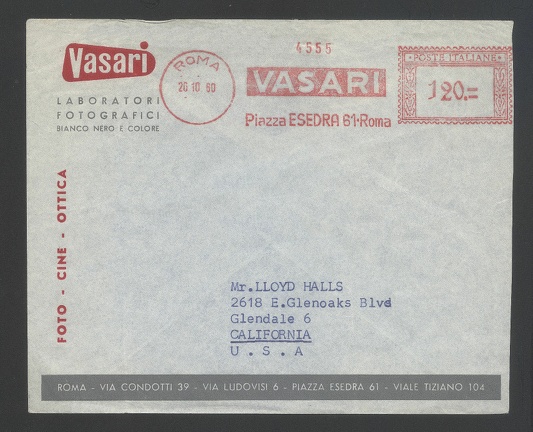 Vasari
LABORATORI
FOTOGRAFICI
BIANCO NERO E COLORE
FOTO - CINE - OTTICA
ROMA
20 10 60
4555
VASARI
Piazza ESEDRA 61·Roma
POSTE ITALIANE
120.=
Mr.LLOYD HALLS
2618 E.Glenoaks Blvd
Glendale 6
CALIFORNIA
U . S . A
ROMA - VIA CONDOTTI 39 - VIA LUDOVISI 6 - PIAZZA ESEDRA 61 - VIALE TIZIANO 104